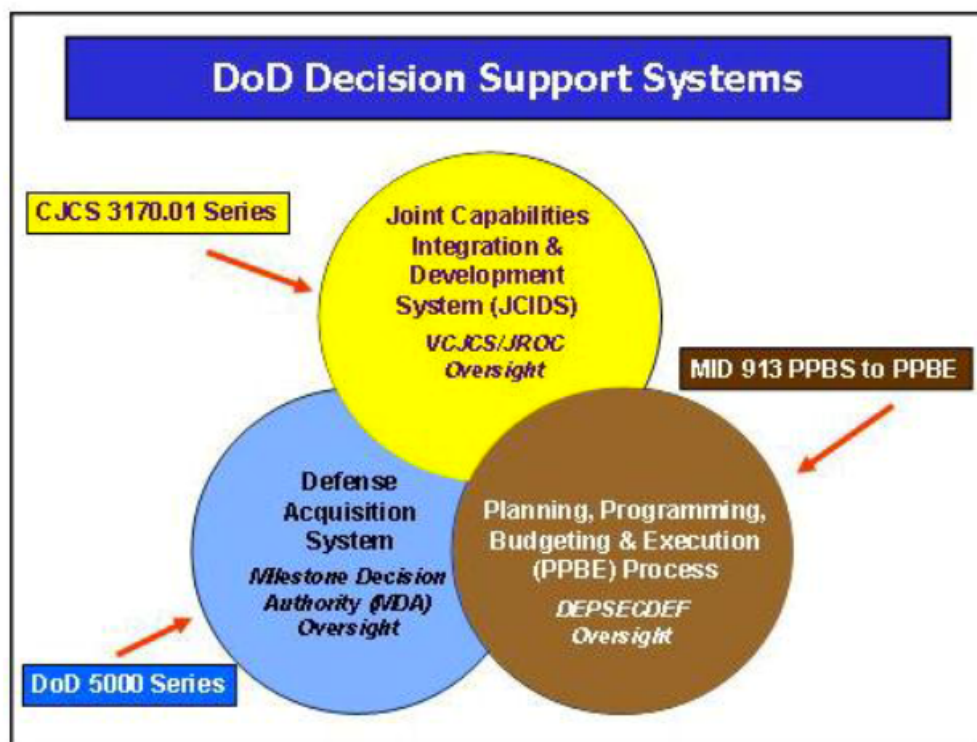 DoD Decision Support Systems
CJCS 3170.01 Series
Joint Capabilities
Integration &
Development
System (JCIDS)
VCJCS/JROC
Oversight
MID 913 PPBS to PPBE
Defense
Acquisition
System
Milestone Decision
Authority (MDA)
Oversight
Planning, Programming,
Budgeting & Execution
(PPBE) Process
DEPSECDEF
Oversight
DoD 5000 Series